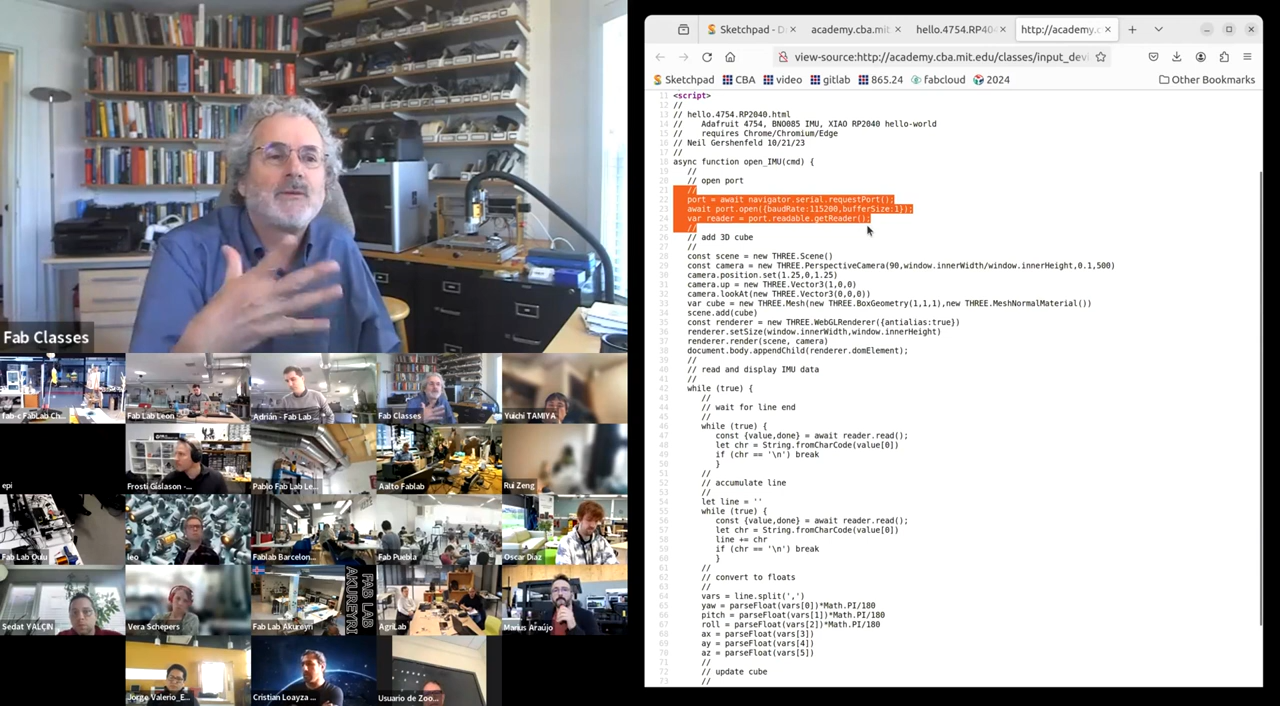 Fab Classes
fab-c FabLab Ch...
Fab Lab Leon
Adrián - Fab Lab ...
Fab Classes
Yuichi TAMIYA
epi
Frosti Gíslason -...
Pablo Fab Lab Le...
Aalto Fablab
Rui Zeng
Fab Lab Oulu
leo
Fablab Barcelon...
Fab Puebla
Oscar Diaz
Sedat YALÇIN
Vera Schepers
Fab Lab Akureyri
FAB LAB
AKUREYRI
AgriLab
Marius Araújo
Jorge Valerio_E...
Cristian Loayza ...
Usuario de Zoo...
Sketchpad - D
academy.cba.mit
hello.4754.RP40
http://academy.c
view-source:http://academy.cba.mit.edu/classes/input_devi
Sketchpad CBA video gitlab 865.24 fabcloud 2024 Other Bookmarks
11 <script>
12 //
13 // hello.4754.RP2040.html
14 //    Adafruit 4754, BNO085 IMU, XIAO RP2040 hello-world
15 //    requires Chrome/Chromium/Edge
16 // Neil Gershenfeld 10/21/23
17 //
18 async function open_IMU(cmd) {
19    //
20    // open port
21    //
22    port = await navigator.serial.requestPort();
23    await port.open({baudRate:115200,bufferSize:1});
24    var reader = port.readable.getReader();
25    //
26    // add 3D cube
27    //
28    const scene = new THREE.Scene()
29    const camera = new THREE.PerspectiveCamera(90,window.innerWidth/window.innerHeight,0.1,500)
30    camera.position.set(1.25,0,1.25)
31    camera.up = new THREE.Vector3(1,0,0)
32    camera.lookAt(new THREE.Vector3(0,0,0))
33    var cube = new THREE.Mesh(new THREE.BoxGeometry(1,1,1),new THREE.MeshNormalMaterial())
34    scene.add(cube)
35    const renderer = new THREE.WebGLRenderer({antialias:true})
36    renderer.setSize(window.innerWidth,window.innerHeight)
37    renderer.render(scene, camera)
38    document.body.appendChild(renderer.domElement);
39    //
40    // read and display IMU data
41    //
42    while (true) {
43       //
44       // wait for line end
45       //
46       while (true) {
47          const {value,done} = await reader.read();
48          let chr = String.fromCharCode(value[0])
49          if (chr == '\n') break
50          }
51       //
52       // accumulate line
53       //
54       let line = ''
55       while (true) {
56          const {value,done} = await reader.read();
57          let chr = String.fromCharCode(value[0])
58          line += chr
59          if (chr == '\n') break
60          }
61       //
62       // convert to floats
63       //
64       vars = line.split(',')
65       yaw = parseFloat(vars[0])*Math.PI/180
66       pitch = parseFloat(vars[1])*Math.PI/180
67       roll = parseFloat(vars[2])*Math.PI/180
68       ax = parseFloat(vars[3])
69       ay = parseFloat(vars[4])
70       az = parseFloat(vars[5])
71       //
72       // update cube
73       //